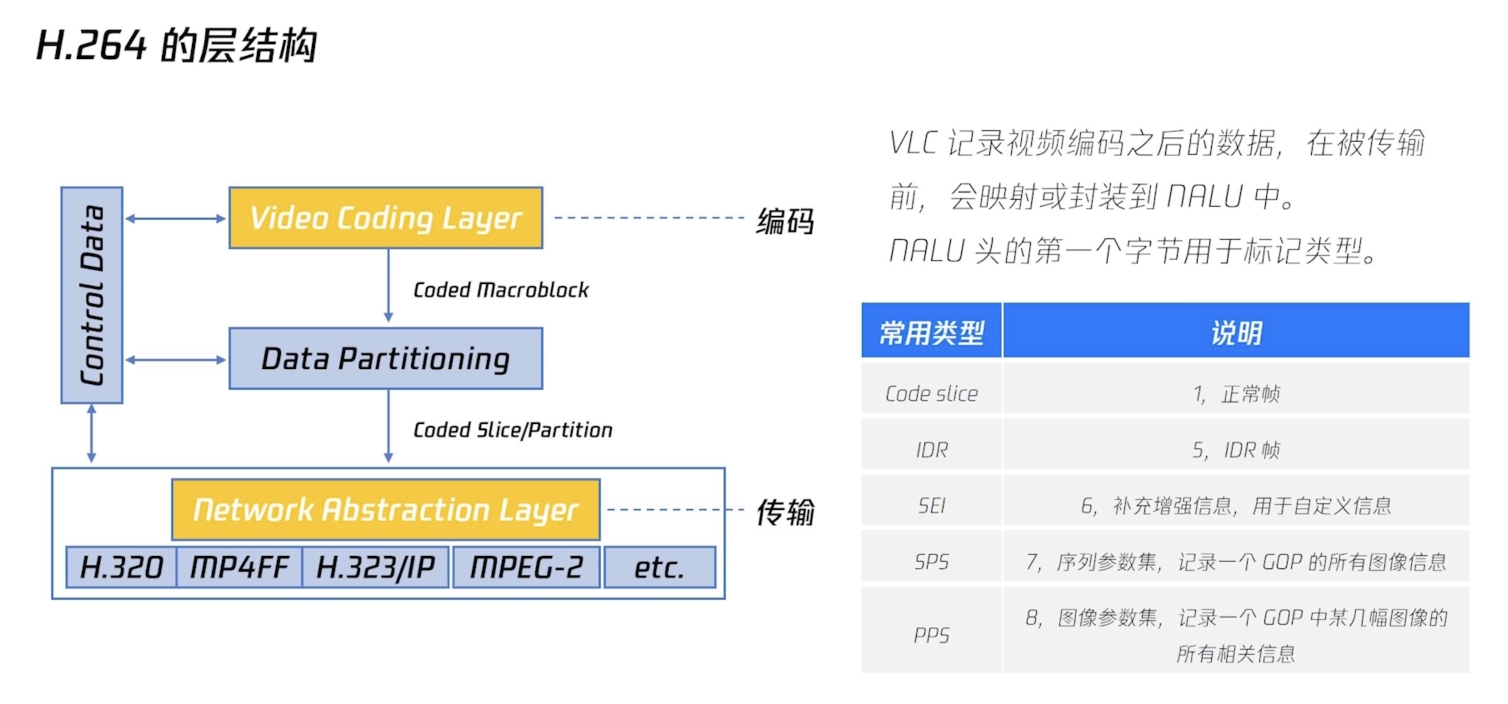 H.264 的层结构
VLC 记录视频编码之后的数据，在被传输
前，会映射或封装到 NALU 中。
NALU 头的第一个字节用于标记类型。
Control Data
Video Coding Layer
编码
Coded Macroblock
Data Partitioning
Coded Slice/Partition
Network Abstraction Layer
传输
H.320 MP4FF H.323/IP MPEG-2 etc.
常用类型 说明
Code slice 1，正常帧
IDR 5，IDR 帧
SEI 6，补充增强信息，用于自定义信息
SPS 7，序列参数集，记录一个 GOP 的所有图像信息
PPS 8，图像参数集，记录一个 GOP 中某几幅图像的
所有相关信息